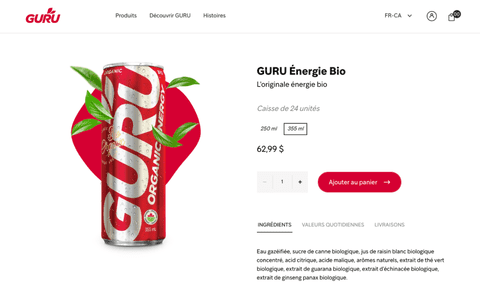 GURU
Produits
Découvrir GURU
Histoires
FR-CA
GURU Énergie Bio
L'originale énergie bio
Caisse de 24 unités
250 ml
355 ml
62,99 $
- 1 +
Ajouter au panier
INGRÉDIENTS
VALEURS QUOTIDIENNES
LIVRAISONS
Eau gazéifiée, sucre de canne biologique, jus de raisin blanc biologique
concentré, acid citrique, acide malique, arômes naturels, extrait de thé vert
biologique, extrait de guarana biologique, extrait d'échinacée biologique,
extrait de ginseng panax biologique.
ORGANIC
GURU
ORGANIC ENERGY
355 mL